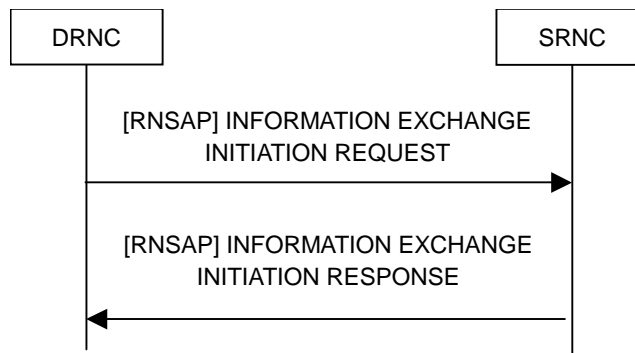 DRNC
SRNC
[RNSAP] INFORMATION EXCHANGE
INITIATION REQUEST
[RNSAP] INFORMATION EXCHANGE
INITIATION RESPONSE